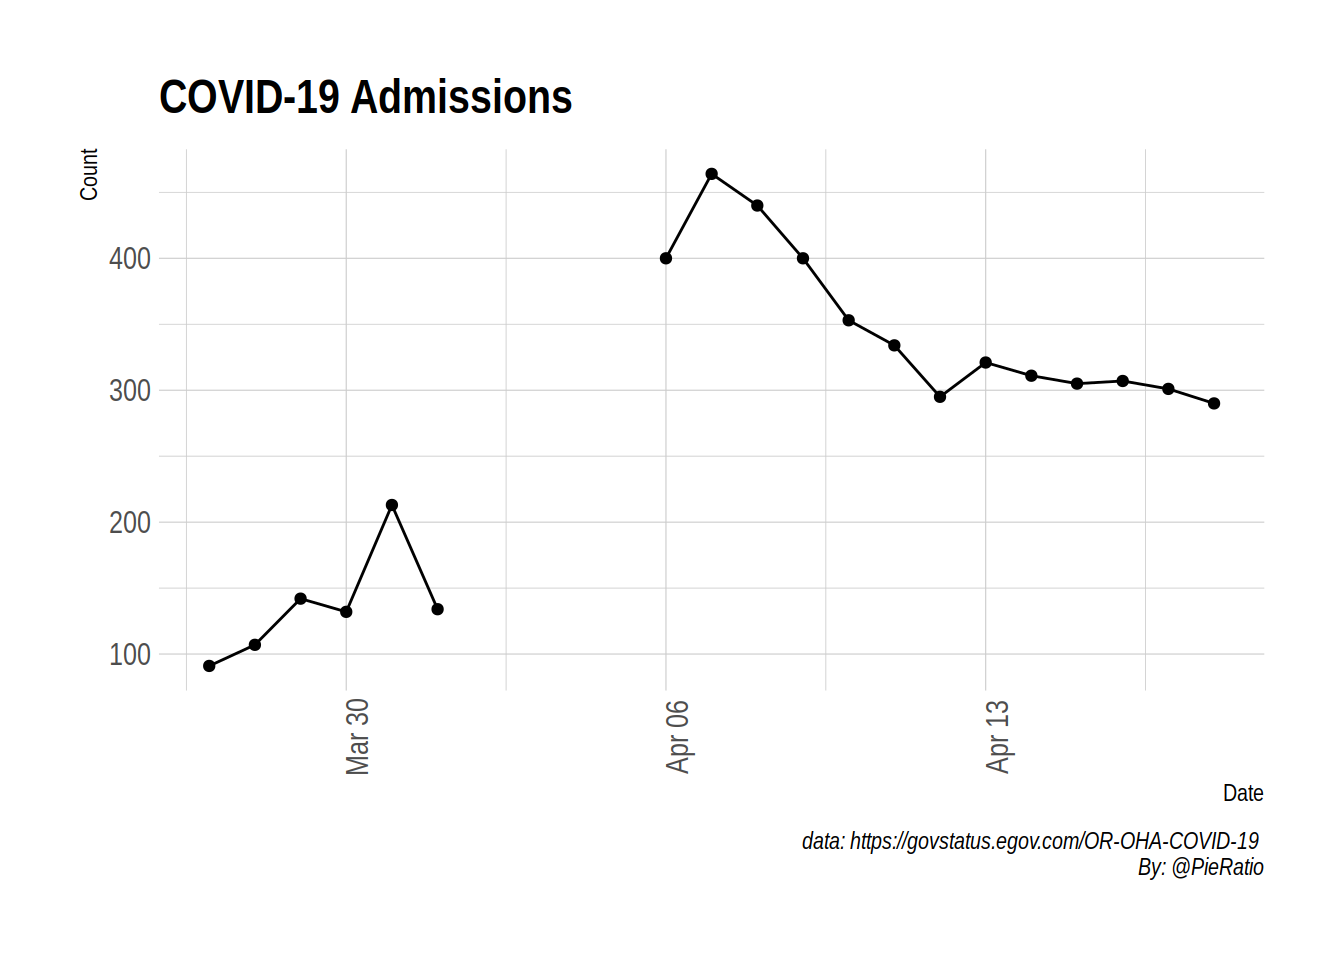 COVID-19 Admissions
Count
400
300
200
100
Mar 30
Apr 06
Apr 13
Date
data: https://govstatus.egov.com/OR-OHA-COVID-19
By: @PieRatio